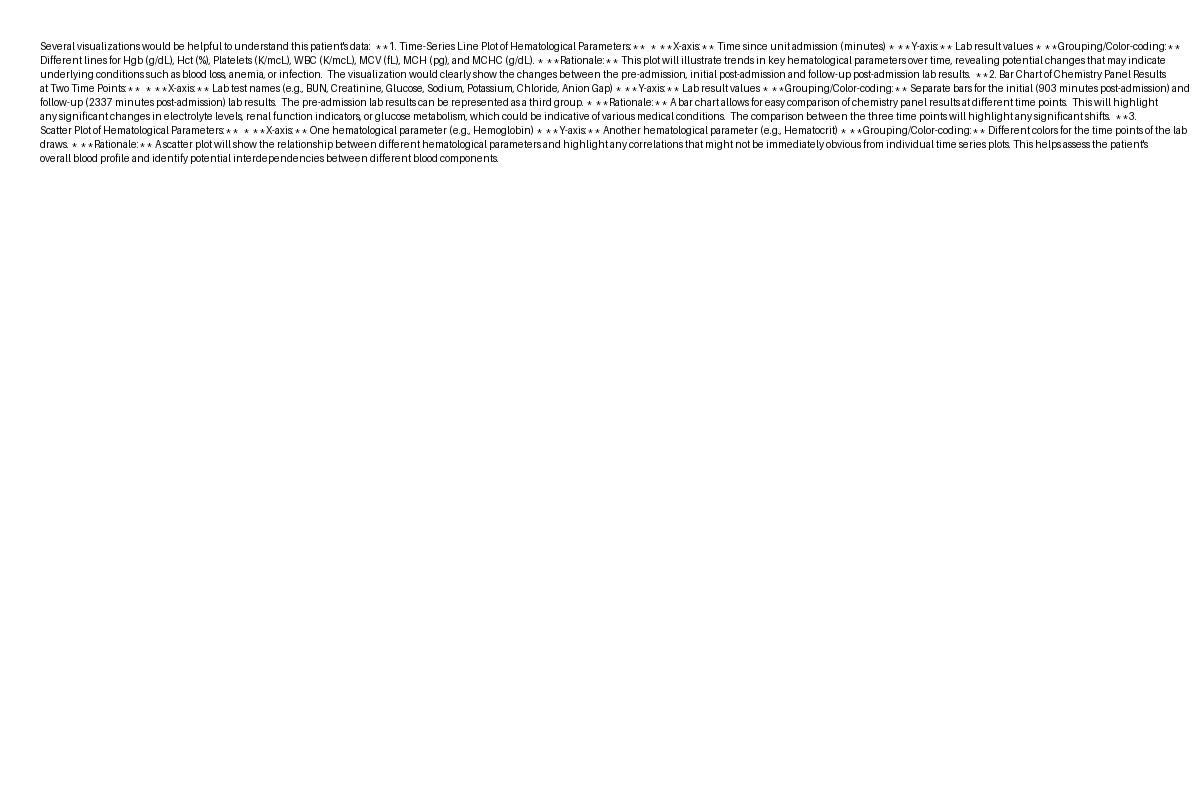 Several visualizations would be helpful to understand this patient's data:  **1. Time-Series Line Plot of Hematological Parameters:**  * **X-axis:** Time since unit admission (minutes) * **Y-axis:** Lab result values * **Grouping/Color-coding:**
Different lines for Hgb (g/dL), Hct (%), Platelets (K/mcL), WBC (K/mcL), MCV (fL), MCH (pg), and MCHC (g/dL). * **Rationale:** This plot will illustrate trends in key hematological parameters over time, revealing potential changes that may indicate
underlying conditions such as blood loss, anemia, or infection.  The visualization would clearly show the changes between the pre-admission, initial post-admission and follow-up post-admission lab results.  **2. Bar Chart of Chemistry Panel Results
at Two Time Points:**  * **X-axis:** Lab test names (e.g., BUN, Creatinine, Glucose, Sodium, Potassium, Chloride, Anion Gap) * **Y-axis:** Lab result values * **Grouping/Color-coding:** Separate bars for the initial (903 minutes post-admission) and
follow-up (2337 minutes post-admission) lab results.  The pre-admission lab results can be represented as a third group. * **Rationale:** A bar chart allows for easy comparison of chemistry panel results at different time points.  This will highlight
any significant changes in electrolyte levels, renal function indicators, or glucose metabolism, which could be indicative of various medical conditions.  The comparison between the three time points will highlight any significant shifts.  **3.
Scatter Plot of Hematological Parameters:**  * **X-axis:** One hematological parameter (e.g., Hemoglobin) * **Y-axis:** Another hematological parameter (e.g., Hematocrit) * **Grouping/Color-coding:** Different colors for the time points of the lab
draws. * **Rationale:** A scatter plot will show the relationship between different hematological parameters and highlight any correlations that might not be immediately obvious from individual time series plots. This helps assess the patient's
overall blood profile and identify potential interdependencies between different blood components.